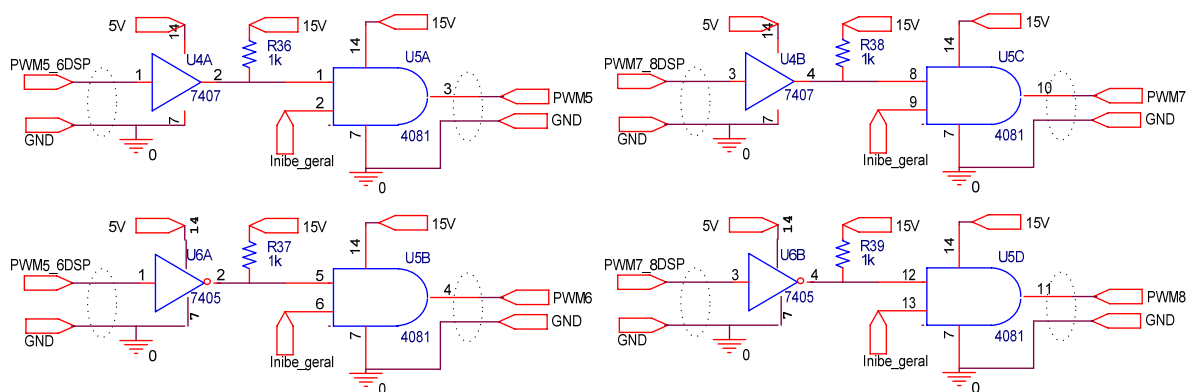 5V 14 15V 15V
R36
1k
U4A U5A
14
PWM5_6DSP 1 2 1 3 PWM5
7407 2
GND 7 7 4081 GND
0 Inibe_geral 0
5V 14 15V 15V
R38
1k
U4B U5C
14
PWM7_8DSP 3 4 8 10 PWM7
7407 9
GND 7 7 4081 GND
0 Inibe_geral 0
5V 14 15V 15V
R37
1k
U6A U5B
14
PWM5_6DSP 1 2 5 4 PWM6
7405 6
GND 7 7 4081 GND
0 Inibe_geral 0
5V 14 15V 15V
R39
1k
U6B U5D
14
PWM7_8DSP 3 4 12 11 PWM8
7405 13
GND 7 7 4081 GND
0 Inibe_geral 0